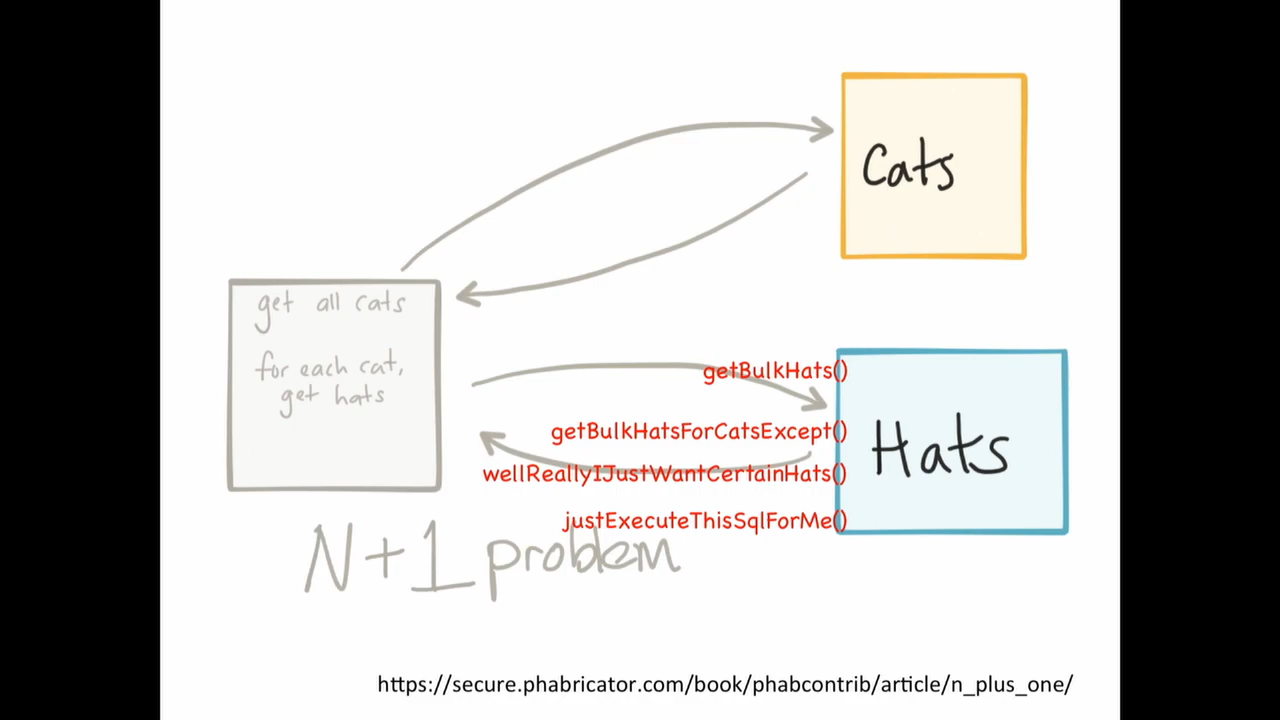 Cats
get all cats
for each cat,
get hats
getBulkHats()
getBulkHatsForCatsExcept()
wellReallyIJustWantCertainHats()
justExecuteThisSqlForMe()
Hats
N+1 problem
https://secure.phabricator.com/book/phabcontrib/article/n_plus_one/